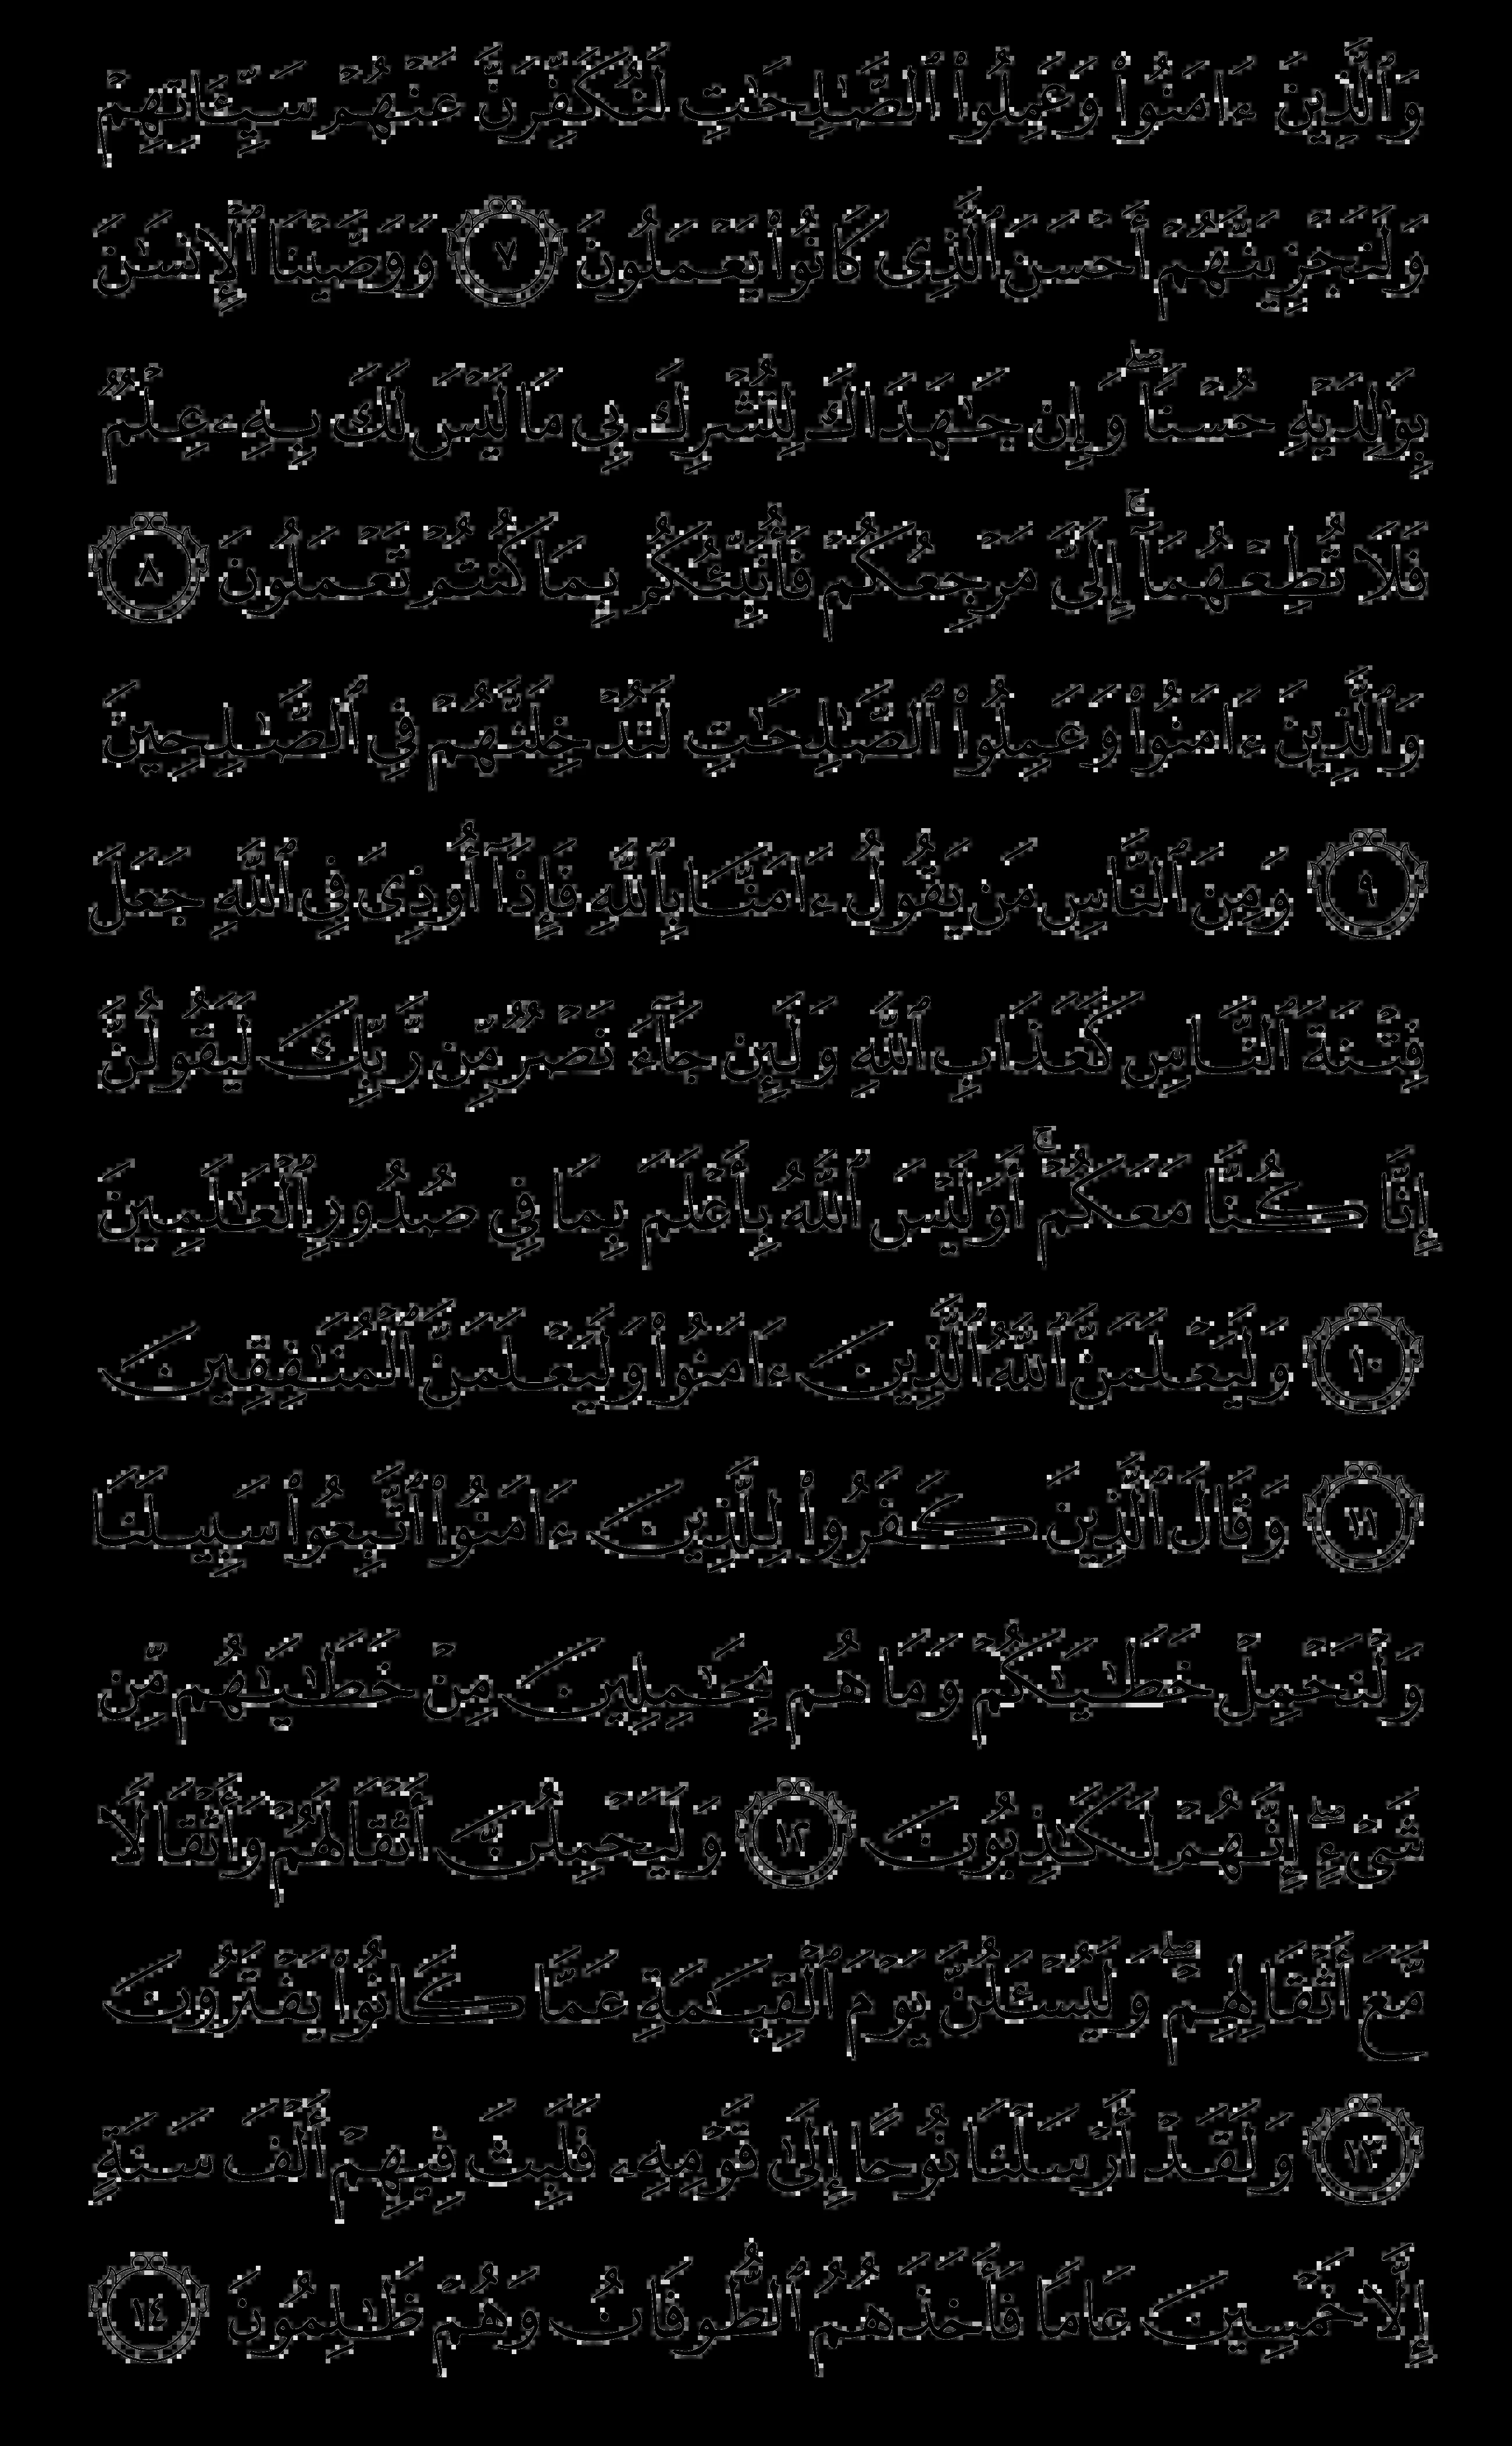 وَٱلَّذِينَ ءَامَنُوا۟ وَعَمِلُوا۟ ٱلصَّـٰلِحَـٰتِ لَنُكَفِّرَنَّ عَنْهُمْ سَيِّـَٔاتِهِمْ
وَلَنَجْزِيَنَّهُمْ أَحْسَنَ ٱلَّذِى كَانُوا۟ يَعْمَلُونَ ٧ وَوَصَّيْنَا ٱلْإِنسَـٰنَ
بِوَٰلِدَيْهِ حُسْنًا ۖ وَإِن جَـٰهَدَاكَ لِتُشْرِكَ بِى مَا لَيْسَ لَكَ بِهِۦ عِلْمٌ
فَلَا تُطِعْهُمَآ ۚ إِلَىَّ مَرْجِعُكُمْ فَأُنَبِّئُكُم بِمَا كُنتُمْ تَعْمَلُونَ ٨
وَٱلَّذِينَ ءَامَنُوا۟ وَعَمِلُوا۟ ٱلصَّـٰلِحَـٰتِ لَنُدْخِلَنَّهُمْ فِى ٱلصَّـٰلِحِينَ
٩ وَمِنَ ٱلنَّاسِ مَن يَقُولُ ءَامَنَّا بِٱللَّهِ فَإِذَآ أُوذِىَ فِى ٱللَّهِ جَعَلَ
فِتْنَةَ ٱلنَّاسِ كَعَذَابِ ٱللَّهِ وَلَئِن جَآءَ نَصْرٌ مِّن رَّبِّكَ لَيَقُولُنَّ
إِنَّا كُنَّا مَعَكُمْ ۚ أَوَلَيْسَ ٱللَّهُ بِأَعْلَمَ بِمَا فِى صُدُورِ ٱلْعَـٰلَمِينَ
١٠ وَلَيَعْلَمَنَّ ٱللَّهُ ٱلَّذِينَ ءَامَنُوا۟ وَلَيَعْلَمَنَّ ٱلْمُنَـٰفِقِينَ
١١ وَقَالَ ٱلَّذِينَ كَفَرُوا۟ لِلَّذِينَ ءَامَنُوا۟ ٱتَّبِعُوا۟ سَبِيلَنَا
وَلْنَحْمِلْ خَطَـٰيَـٰكُمْ وَمَا هُم بِحَـٰمِلِينَ مِنْ خَطَـٰيَـٰهُم مِّن
شَىْءٍ ۖ إِنَّهُمْ لَكَـٰذِبُونَ ١٢ وَلَيَحْمِلُنَّ أَثْقَالَهُمْ وَأَثْقَالًا
مَّعَ أَثْقَالِهِمْ ۖ وَلَيُسْـَٔلُنَّ يَوْمَ ٱلْقِيَـٰمَةِ عَمَّا كَانُوا۟ يَفْتَرُونَ
١٣ وَلَقَدْ أَرْسَلْنَا نُوحًا إِلَىٰ قَوْمِهِۦ فَلَبِثَ فِيهِمْ أَلْفَ سَنَةٍ
إِلَّا خَمْسِينَ عَامًا فَأَخَذَهُمُ ٱلطُّوفَانُ وَهُمْ ظَـٰلِمُونَ ١٤